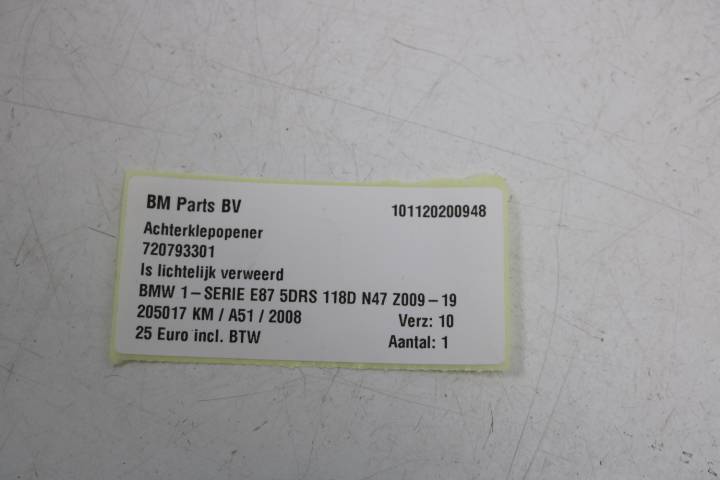 BM Parts BV 101120200948
Achterklepopener
720793301
Is lichtelijk verweerd
BMW 1-SERIE E87 5DRS 118D N47 Z009-19
205017 KM / A51 / 2008 Verz: 10
25 Euro incl. BTW Aantal: 1